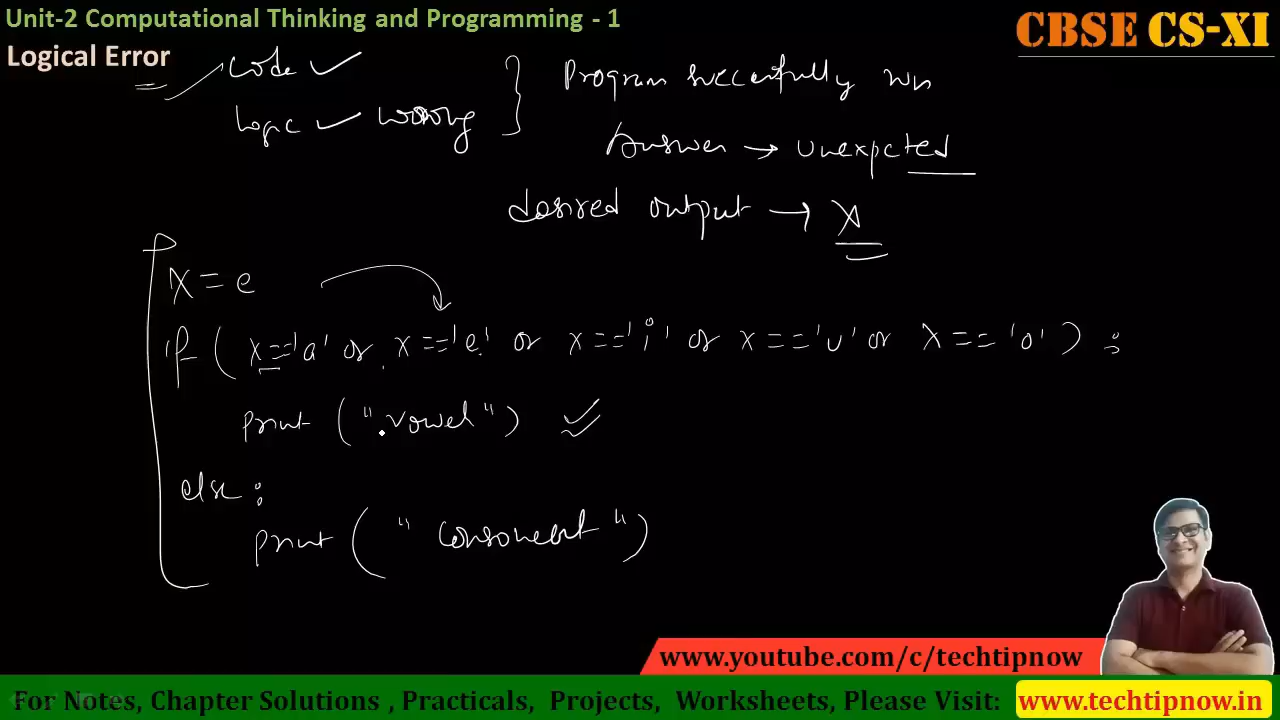 Unit-2 Computational Thinking and Programming - 1
CBSE CS-XI
Logical Error
Code ✓
Logic ✓ wrong } Program successfully run
Answer → Unexpected
desired output → X
X = e
if ( x=='a' or x=='e' or x=='i' or x=='u' or x=='o' ) :
print ("vowel") ✓
else :
print ( "consonent" )
www.youtube.com/c/techtipnow
For Notes, Chapter Solutions , Practicals, Projects, Worksheets, Please Visit: www.techtipnow.in